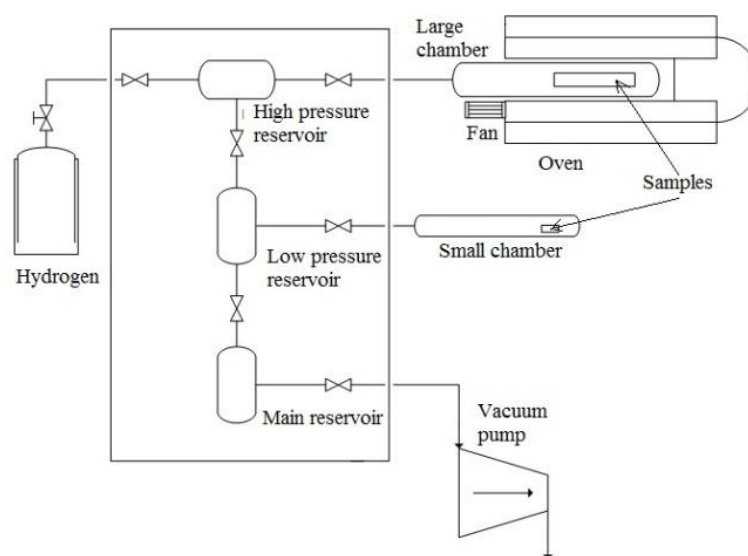 Large
chamber
High pressure
reservoir
Fan
Oven
Samples
Hydrogen
Low pressure
reservoir
Small chamber
Main reservoir
Vacuum
pump